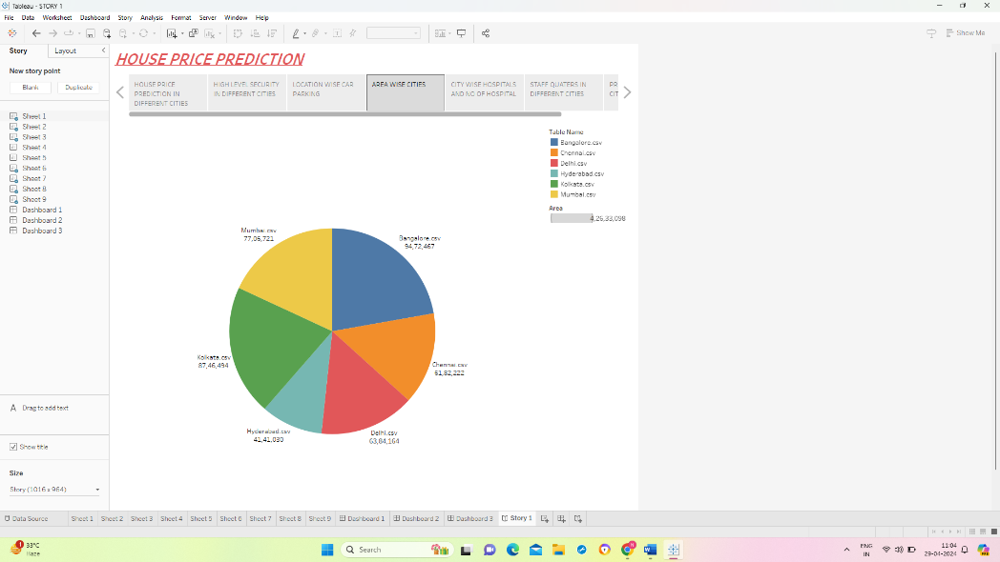 Tableau - STORY 1
File Data Worksheet Dashboard Story Analysis Format Server Window Help
Show Me
Story Layout
New story point
Blank Duplicate
Sheet 1
Sheet 2
Sheet 3
Sheet 4
Sheet 5
Sheet 6
Sheet 7
Sheet 8
Sheet 9
Dashboard 1
Dashboard 2
Dashboard 3
A Drag to add text
Show title
Size
Story (1016 x 964)
HOUSE PRICE PREDICTION
HOUSE PRICE
PREDICTION IN
DIFFERENT CITIES
HIGH LEVEL SECURITY
IN DIFFERENT CITIES
LOCATION WISE CAR
PARKING
AREA WISE CITIES
CITY WISE HOSPITALS
AND NO OF HOSPITAL
STAFF QUATERS IN
DIFFERENT CITIES
PR
CIT
Table Name
Bangalore.csv
Chennai.csv
Delhi.csv
Hyderabad.csv
Kolkata.csv
Mumbai.csv
Area
4,26,33,098
Mumbai.csv
77,06,721
Bangalore.csv
94,72,467
Kolkata.csv
87,46,494
Chennai.csv
61,82,222
Hyderabad.csv
41,41,030
Delhi.csv
63,84,164
Data Source Sheet 1 Sheet 2 Sheet 3 Sheet 4 Sheet 5 Sheet 6 Sheet 7 Sheet 8 Sheet 9 Dashboard 1 Dashboard 2 Dashboard 3 Story 1
1
33°C
Haze
Search
ENG
IN
11:04
29-04-2024